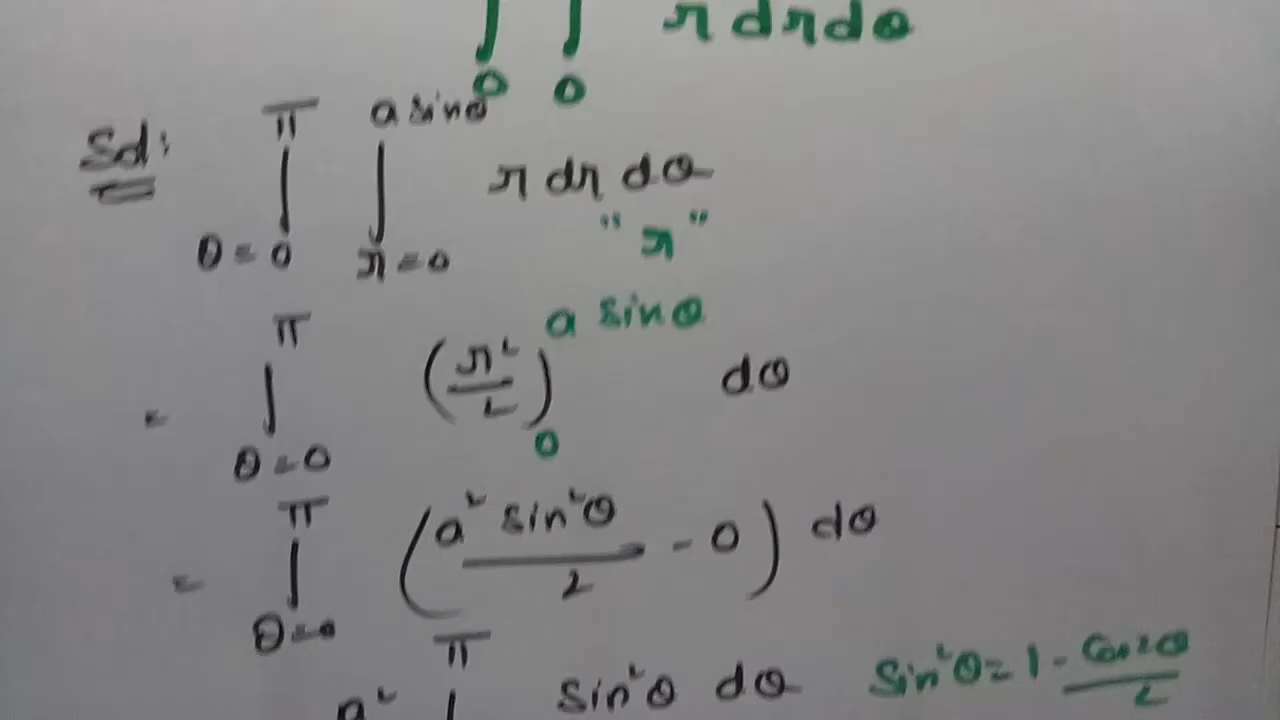 ∫₀ ∫₀ r dr dθ
Sol: ∫_{θ=0}^{π} ∫_{r=0}^{a sinθ} r dr dθ
"r"
= ∫_{θ=0}^{π} (r²/2)₀^{a sinθ} dθ
= ∫_{θ=0}^{π} (a² sin²θ / 2 - 0) dθ
a² ∫^{π} sin²θ dθ sin²θ = 1 - cos2θ / 2